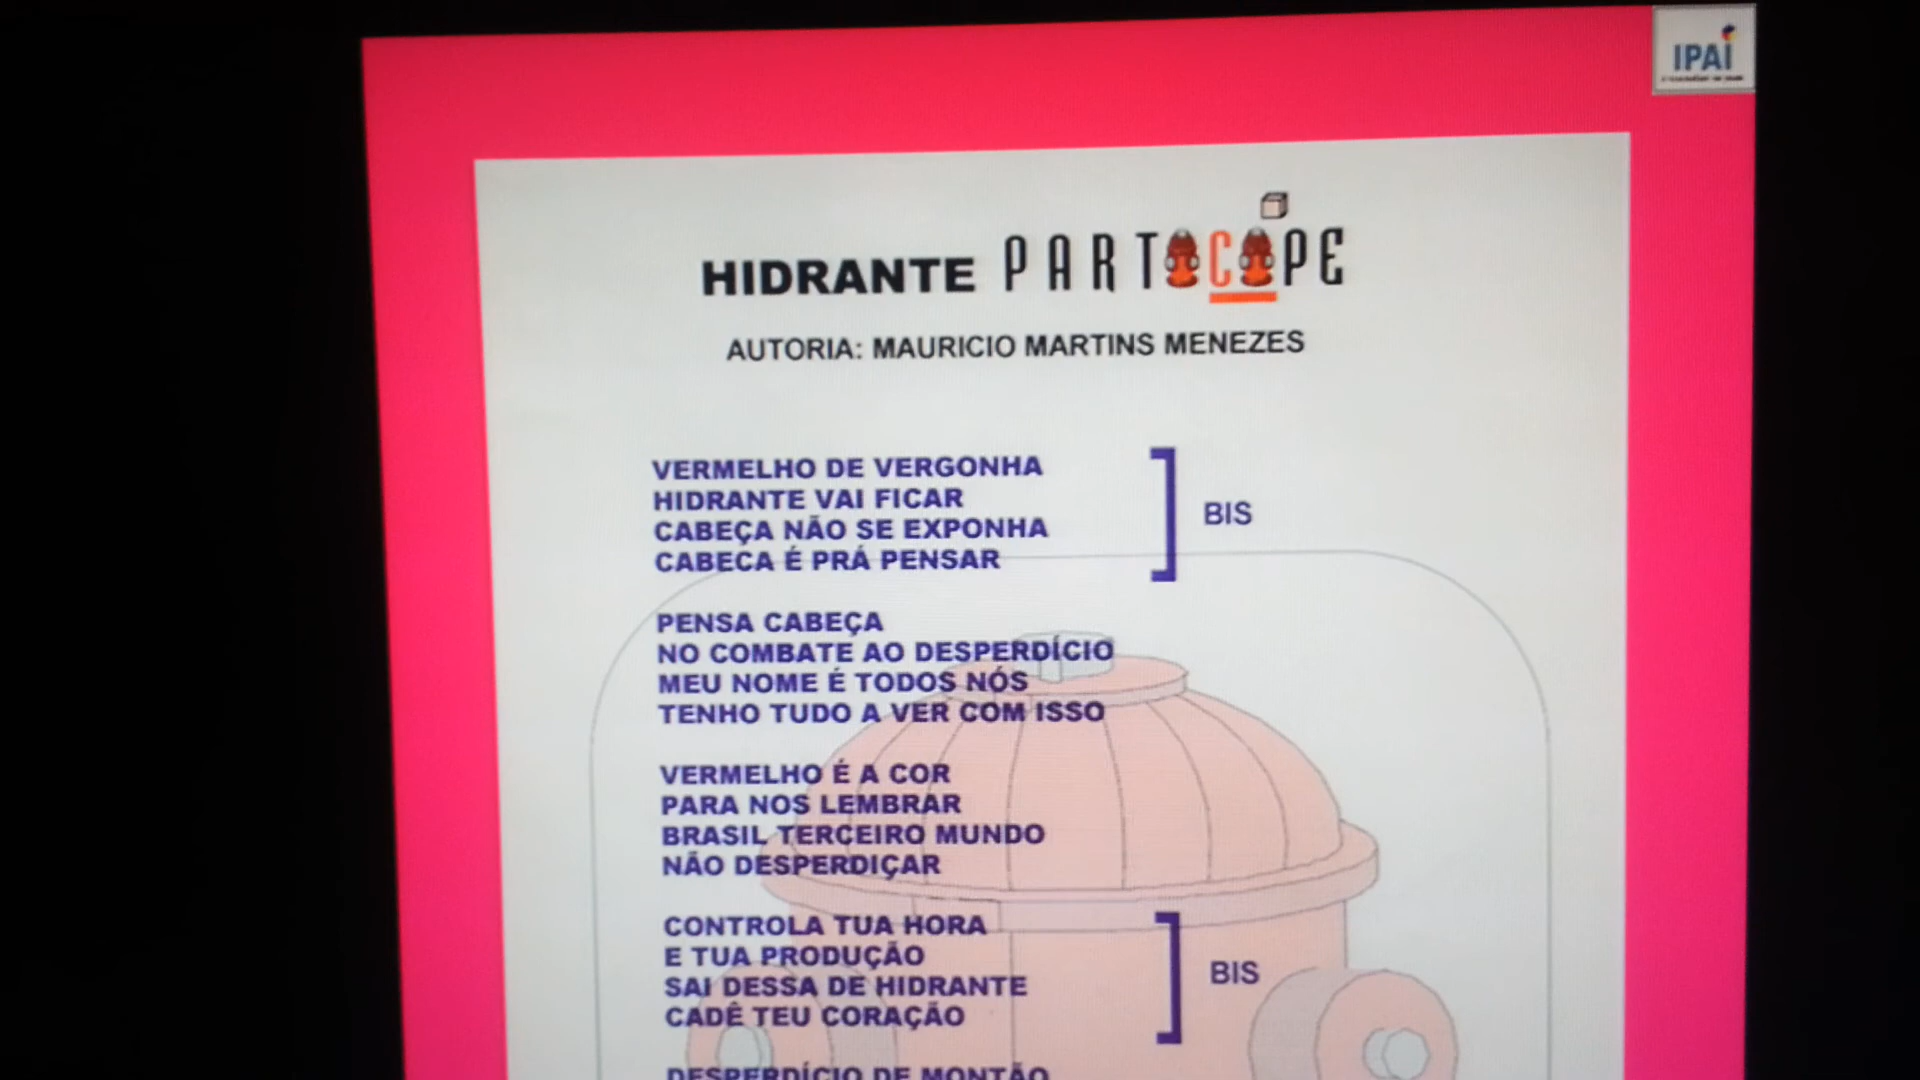 IPAI
HIDRANTE PARTICIPE
AUTORIA: MAURICIO MARTINS MENEZES
VERMELHO DE VERGONHA
HIDRANTE VAI FICAR
CABEÇA NÃO SE EXPONHA
CABECA É PRÁ PENSAR
BIS
PENSA CABEÇA
NO COMBATE AO DESPERDÍCIO
MEU NOME É TODOS NÓS
TENHO TUDO A VER COM ISSO
VERMELHO É A COR
PARA NOS LEMBRAR
BRASIL TERCEIRO MUNDO
NÃO DESPERDIÇAR
CONTROLA TUA HORA
E TUA PRODUÇÃO
SAI DESSA DE HIDRANTE
CADÊ TEU CORAÇÃO
BIS
DESPERDÍCIO DE MONTÃO